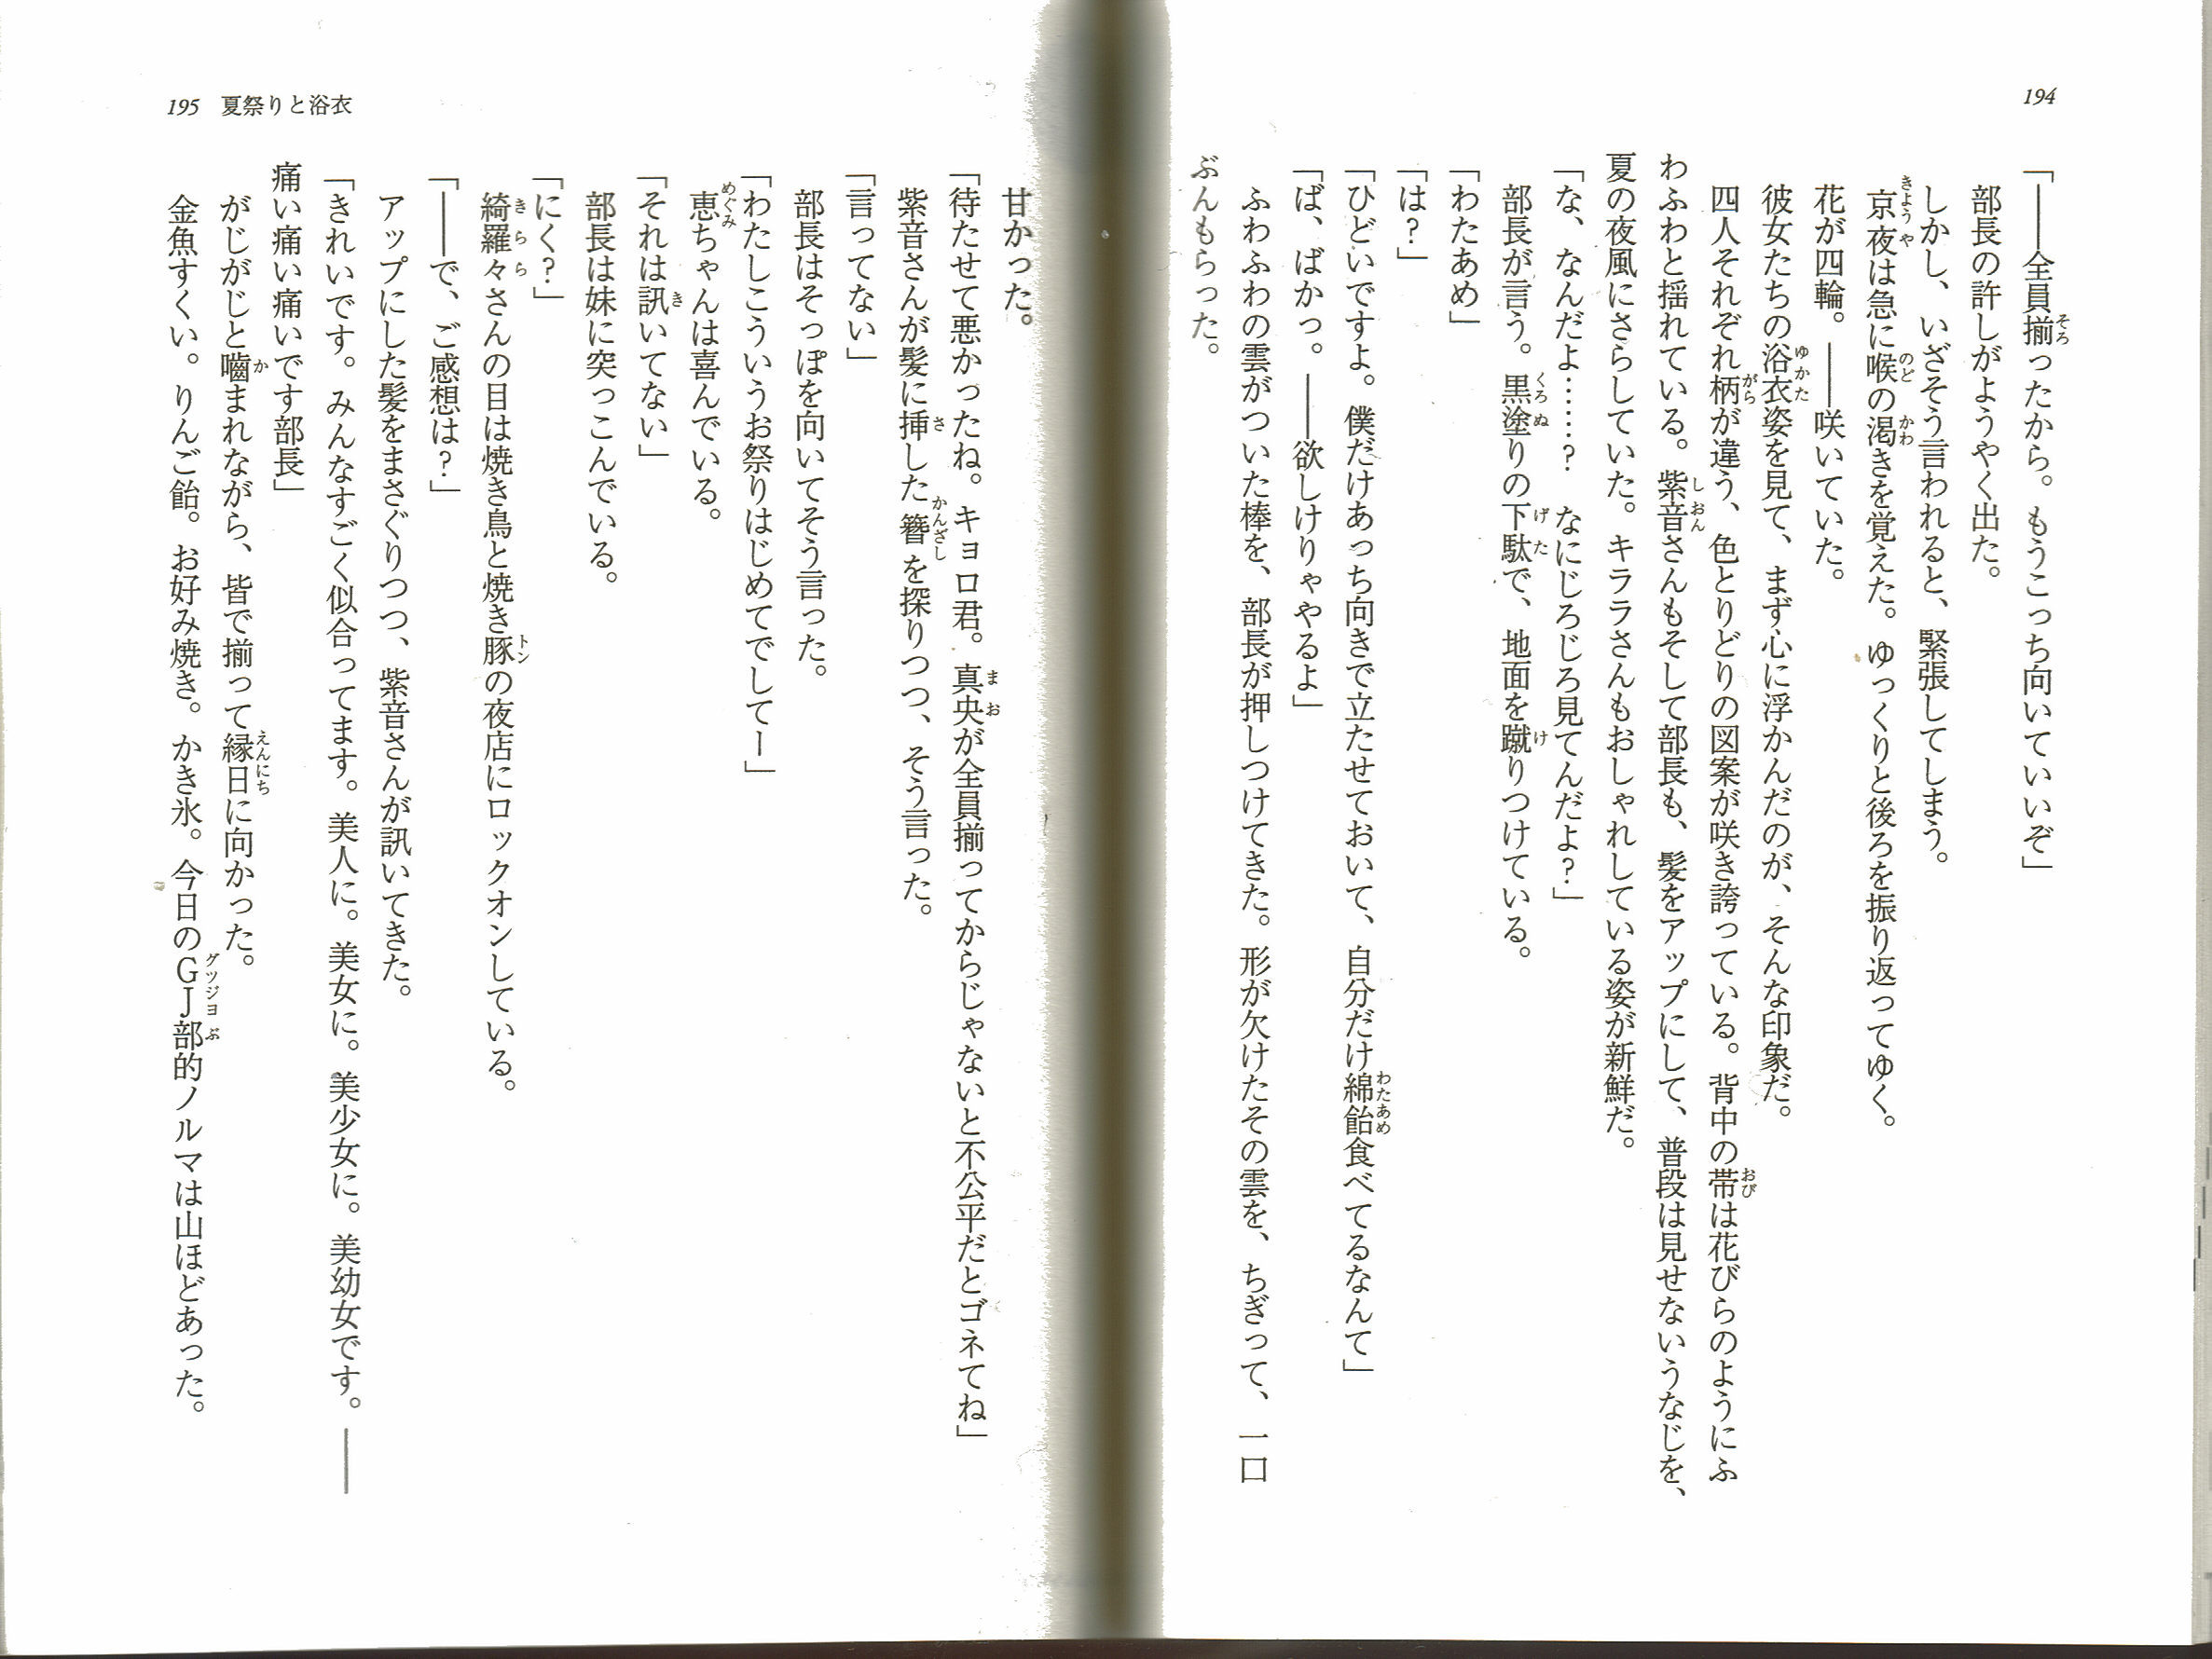 194
「――全員揃ったから。もうこっち向いていいぞ」
部長の許しがようやく出た。
しかし、いざそう言われると、緊張してしまう。
京夜は急に喉の渇きを覚えた。ゆっくりと後ろを振り返ってゆく。
花が四輪。――咲いていた。
彼女たちの浴衣姿を見て、まず心に浮かんだのが、そんな印象だ。
四人それぞれ柄が違う、色とりどりの図案が咲き誇っている。背中の帯は花びらのようにふ
わふわと揺れている。紫音さんもそして部長も、髪をアップにして、普段は見せないうなじを、
夏の夜風にさらしていた。キララさんもおしゃれしている姿が新鮮だ。
「な、なんだよ……？　なにじろじろ見てんだよ？」
部長が言う。黒塗りの下駄で、地面を蹴りつけている。
「わたあめ」
「は？」
「ひどいですよ。僕だけあっち向きで立たせておいて、自分だけ綿飴食べてるなんて」
「ば、ばかっ。――欲しけりゃやるよ」
ふわふわの雲がついた棒を、部長が押しつけてきた。形が欠けたその雲を、ちぎって、一口
ぶんもらった。
195　夏祭りと浴衣
甘かった。
「待たせて悪かったね。キョロ君。真央が全員揃ってからじゃないと不公平だとゴネてね」
紫音さんが髪に挿した簪を探りつつ、そう言った。
「言ってない」
部長はそっぽを向いてそう言った。
「わたしこういうお祭りはじめてでしてー」
恵ちゃんは喜んでいる。
「それは訊いてない」
部長は妹に突っこんでいる。
「にく？」
綺羅々さんの目は焼き鳥と焼き豚の夜店にロックオンしている。
「――で、ご感想は？」
アップにした髪をまさぐりつつ、紫音さんが訊いてきた。
「きれいです。みんなすごく似合ってます。美人に。美女に。美少女に。美幼女です。――
痛い痛い痛いです部長」
がじがじと嚙まれながら、皆で揃って縁日に向かった。
金魚すくい。りんご飴。お好み焼き。かき氷。今日のＧＪ部的ノルマは山ほどあった。